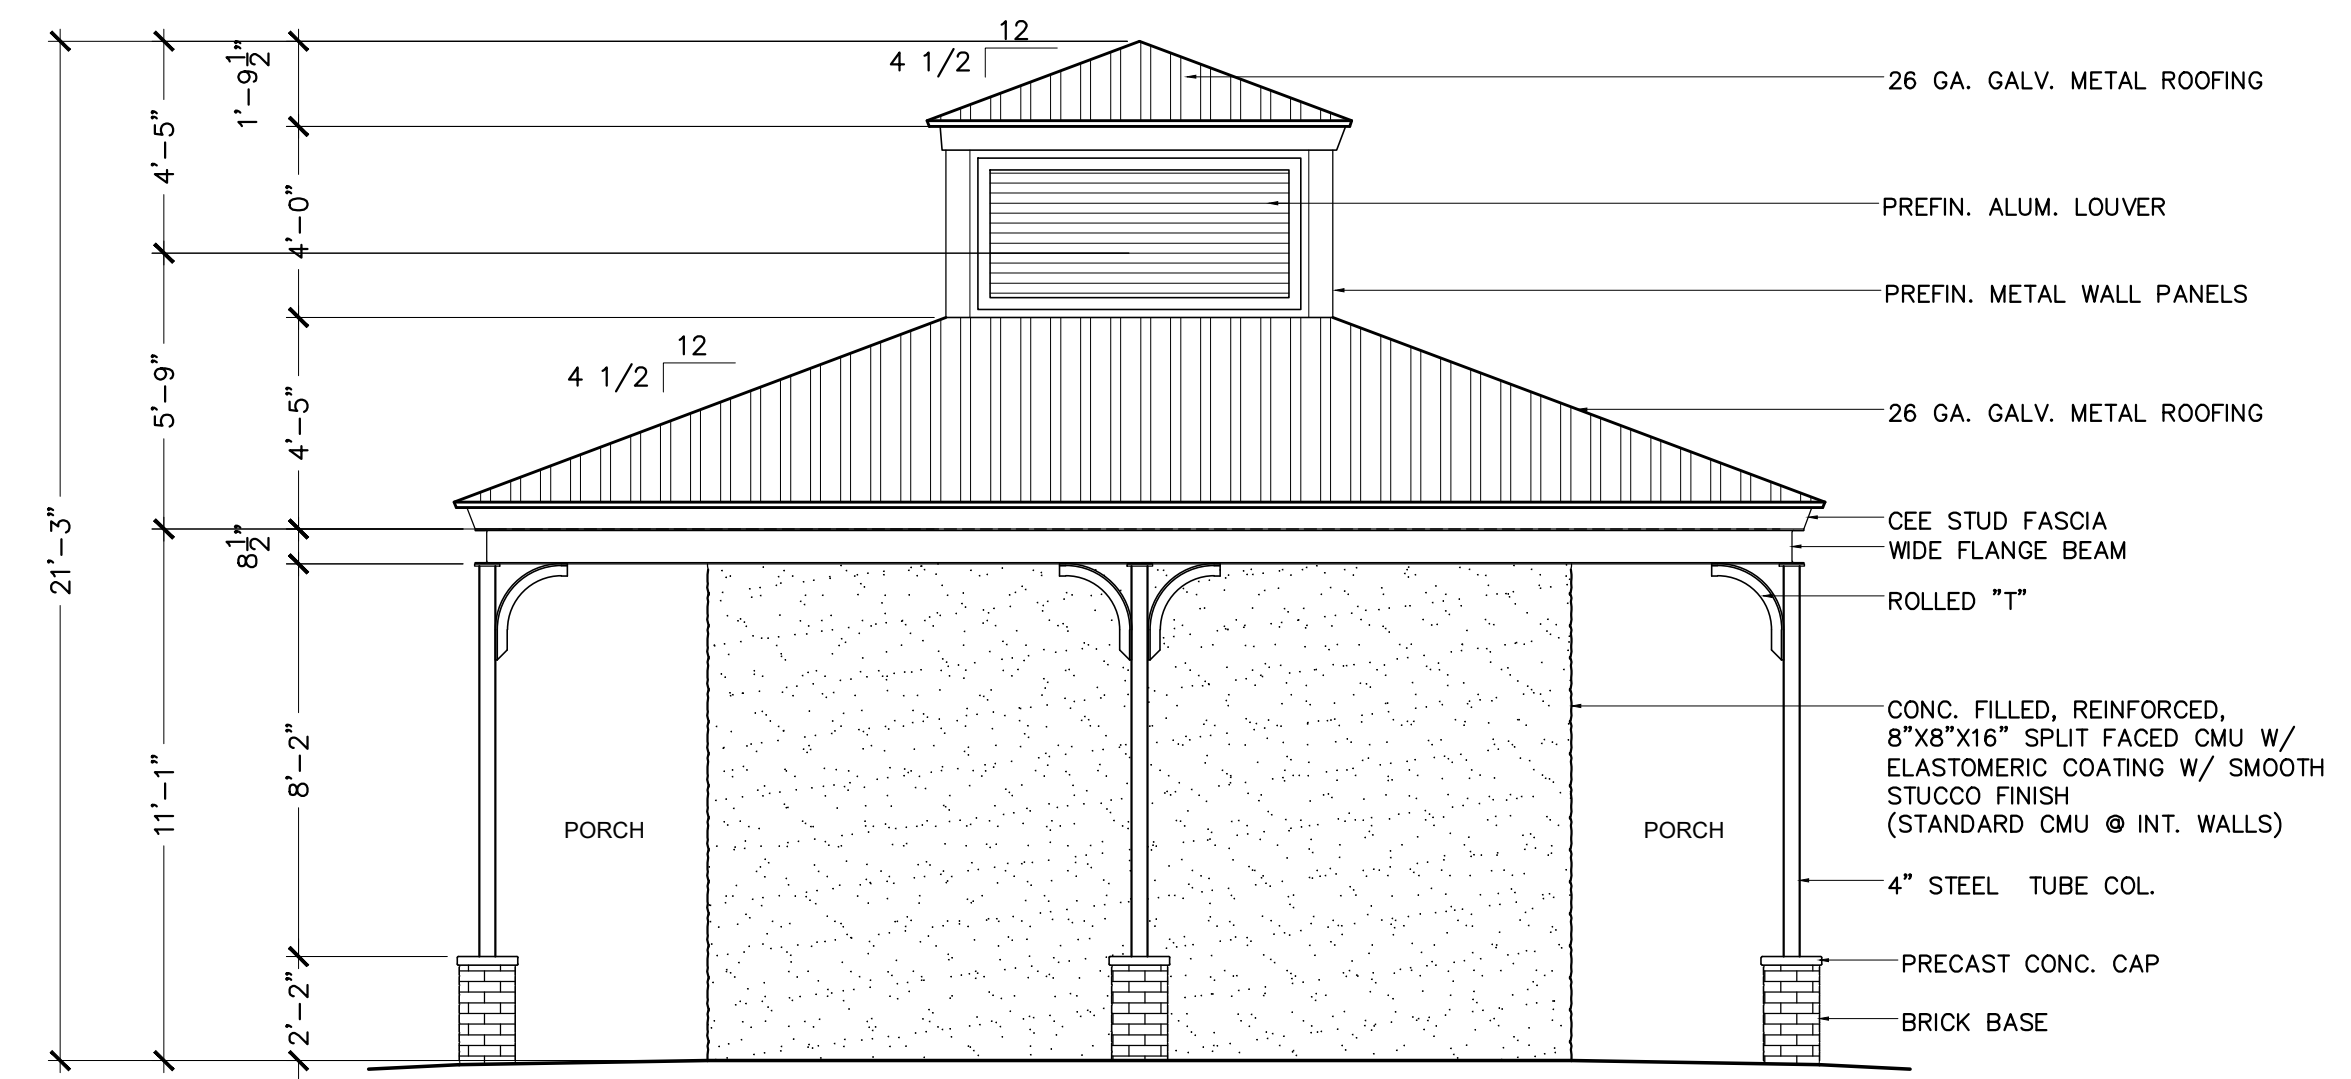 12
4 1/2
26 GA. GALV. METAL ROOFING
1'-9 1/2"
4'-5"
4'-0"
PREFIN. ALUM. LOUVER
PREFIN. METAL WALL PANELS
12
4 1/2
5'-9"
4'-5"
26 GA. GALV. METAL ROOFING
21'-3"
8 1/2"
CEE STUD FASCIA
WIDE FLANGE BEAM
ROLLED "T"
11'-1"
8'-2"
CONC. FILLED, REINFORCED,
8"X8"X16" SPLIT FACED CMU W/
ELASTOMERIC COATING W/ SMOOTH
STUCCO FINISH
(STANDARD CMU @ INT. WALLS)
PORCH
PORCH
4" STEEL TUBE COL.
PRECAST CONC. CAP
2'-2"
BRICK BASE